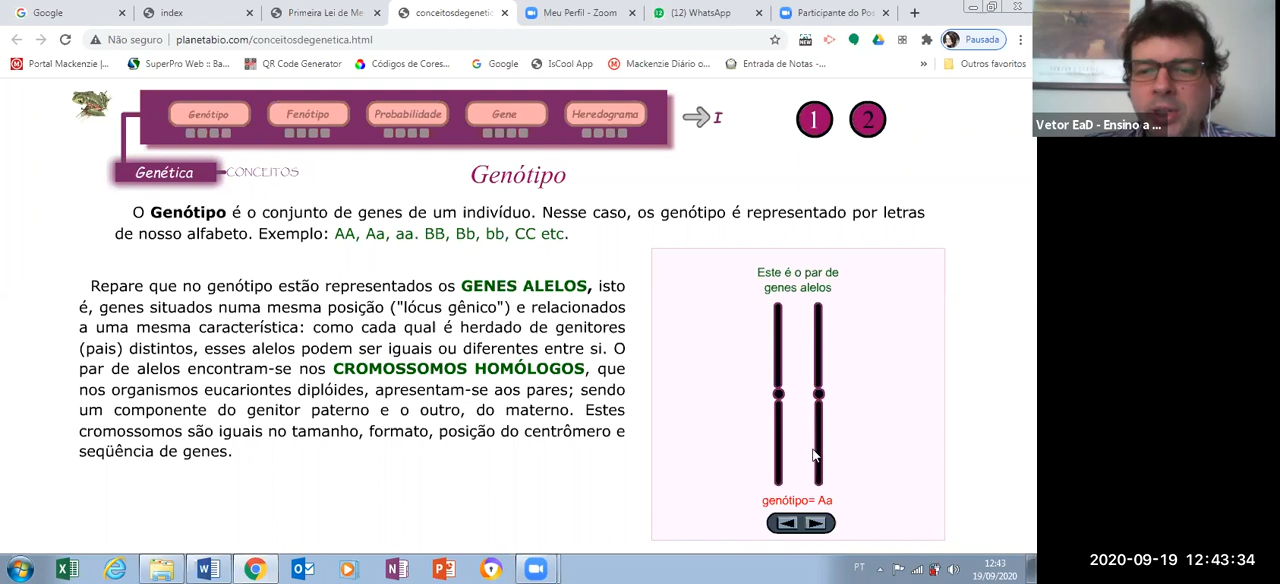 Google
index
Primeira Lei de Me
conceitosdegenetic
Meu Perfil - Zoom
(12) WhatsApp
Participante do Pos
Não seguro
planetabio.com/conceitosdegenetica.html
Pausada
Portal Mackenzie |...
SuperPro Web :: Ba...
QR Code Generator
Códigos de Cores...
Google
IsCool App
Mackenzie Diário o...
Entrada de Notas -...
»
Outros favoritos
Vetor EaD - Ensino a ...
Genótipo
Fenótipo
Probabilidade
Gene
Heredograma
I
1
2
Genética
CONCEITOS
Genótipo
O Genótipo é o conjunto de genes de um indivíduo. Nesse caso, os genótipo é representado por letras
de nosso alfabeto. Exemplo: AA, Aa, aa. BB, Bb, bb, CC etc.
Repare que no genótipo estão representados os GENES ALELOS, isto
é, genes situados numa mesma posição ("lócus gênico") e relacionados
a uma mesma característica: como cada qual é herdado de genitores
(pais) distintos, esses alelos podem ser iguais ou diferentes entre si. O
par de alelos encontram-se nos CROMOSSOMOS HOMÓLOGOS, que
nos organismos eucariontes diplóides, apresentam-se aos pares; sendo
um componente do genitor paterno e o outro, do materno. Estes
cromossomos são iguais no tamanho, formato, posição do centrômero e
seqüência de genes.
Este é o par de
genes alelos
genótipo= Aa
PT
12:43
19/09/2020
2020-09-19 12:43:34